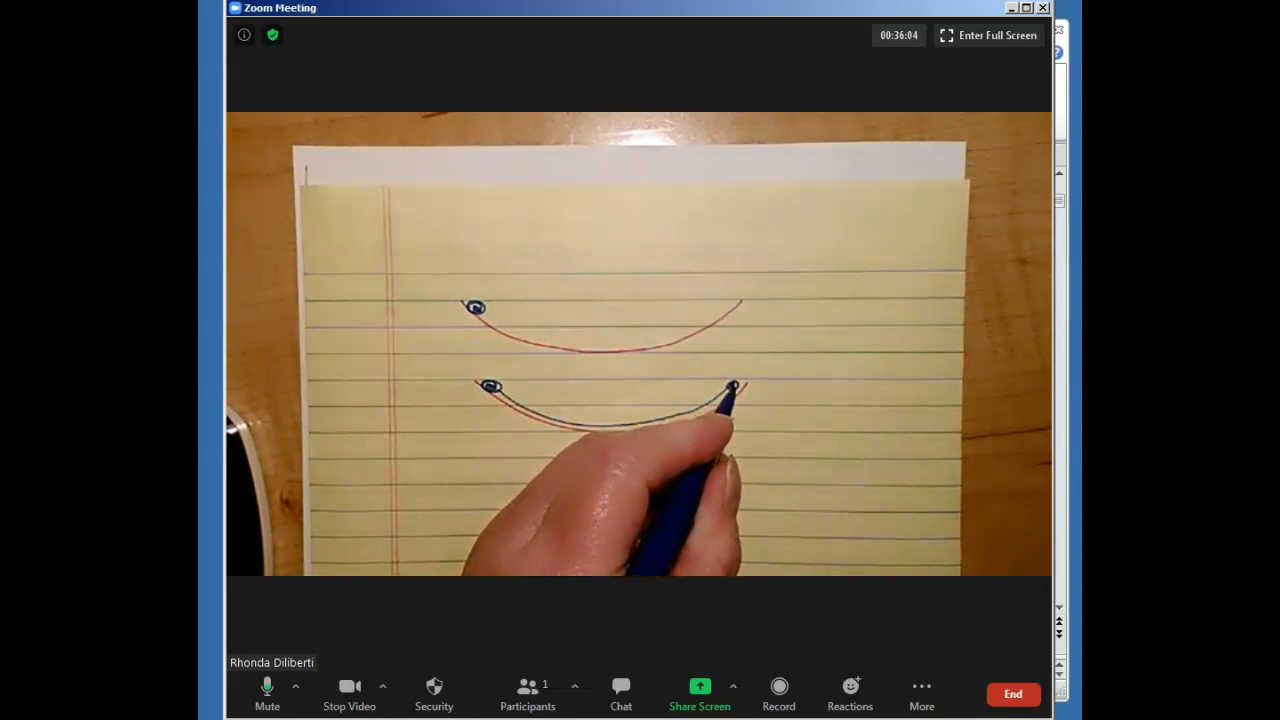 Zoom Meeting
00:36:04 Enter Full Screen
Rhonda Diliberti
Mute
Stop Video
Security
Participants 1
Chat
Share Screen
Record
Reactions
More
End